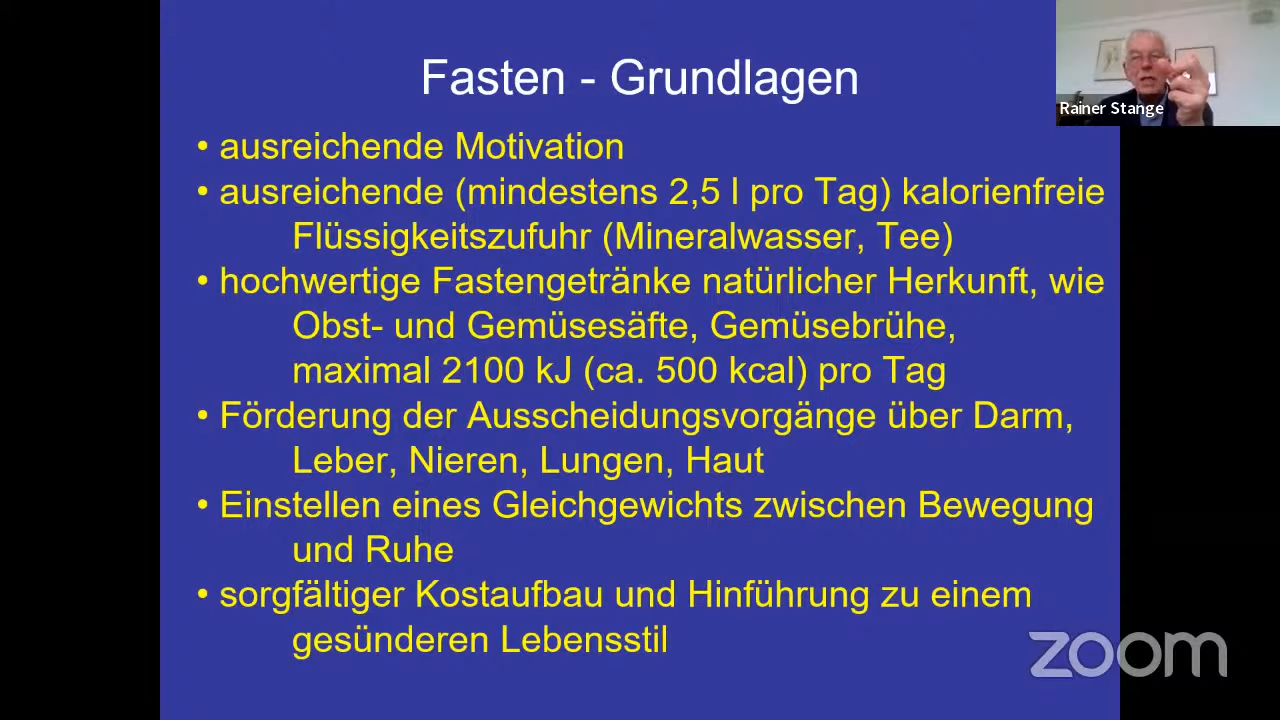 Fasten - Grundlagen
Rainer Stange
• ausreichende Motivation
• ausreichende (mindestens 2,5 l pro Tag) kalorienfreie
Flüssigkeitszufuhr (Mineralwasser, Tee)
• hochwertige Fastengetränke natürlicher Herkunft, wie
Obst- und Gemüsesäfte, Gemüsebrühe,
maximal 2100 kJ (ca. 500 kcal) pro Tag
• Förderung der Ausscheidungsvorgänge über Darm,
Leber, Nieren, Lungen, Haut
• Einstellen eines Gleichgewichts zwischen Bewegung
und Ruhe
• sorgfältiger Kostaufbau und Hinführung zu einem
gesünderen Lebensstil
zoom